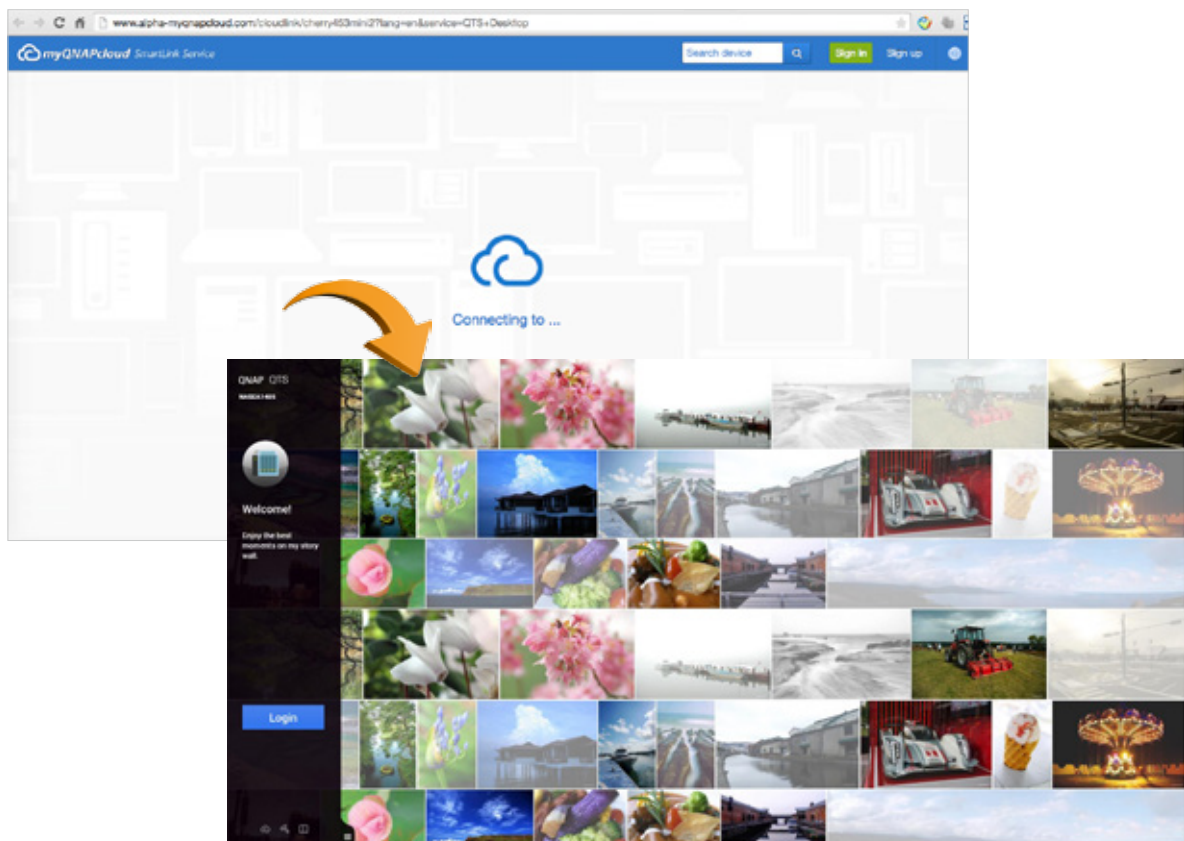 www.alpha-myqnapcloud.com/cloudlink/cherry453mini2?lang=en&service=QTS+Desktop
myQNAPcloud SmartLink Service
Search device
Sign in
Sign up
Connecting to ...
QNAP QTS
Welcome!
Enjoy the best
moments on my story
wall.
Login